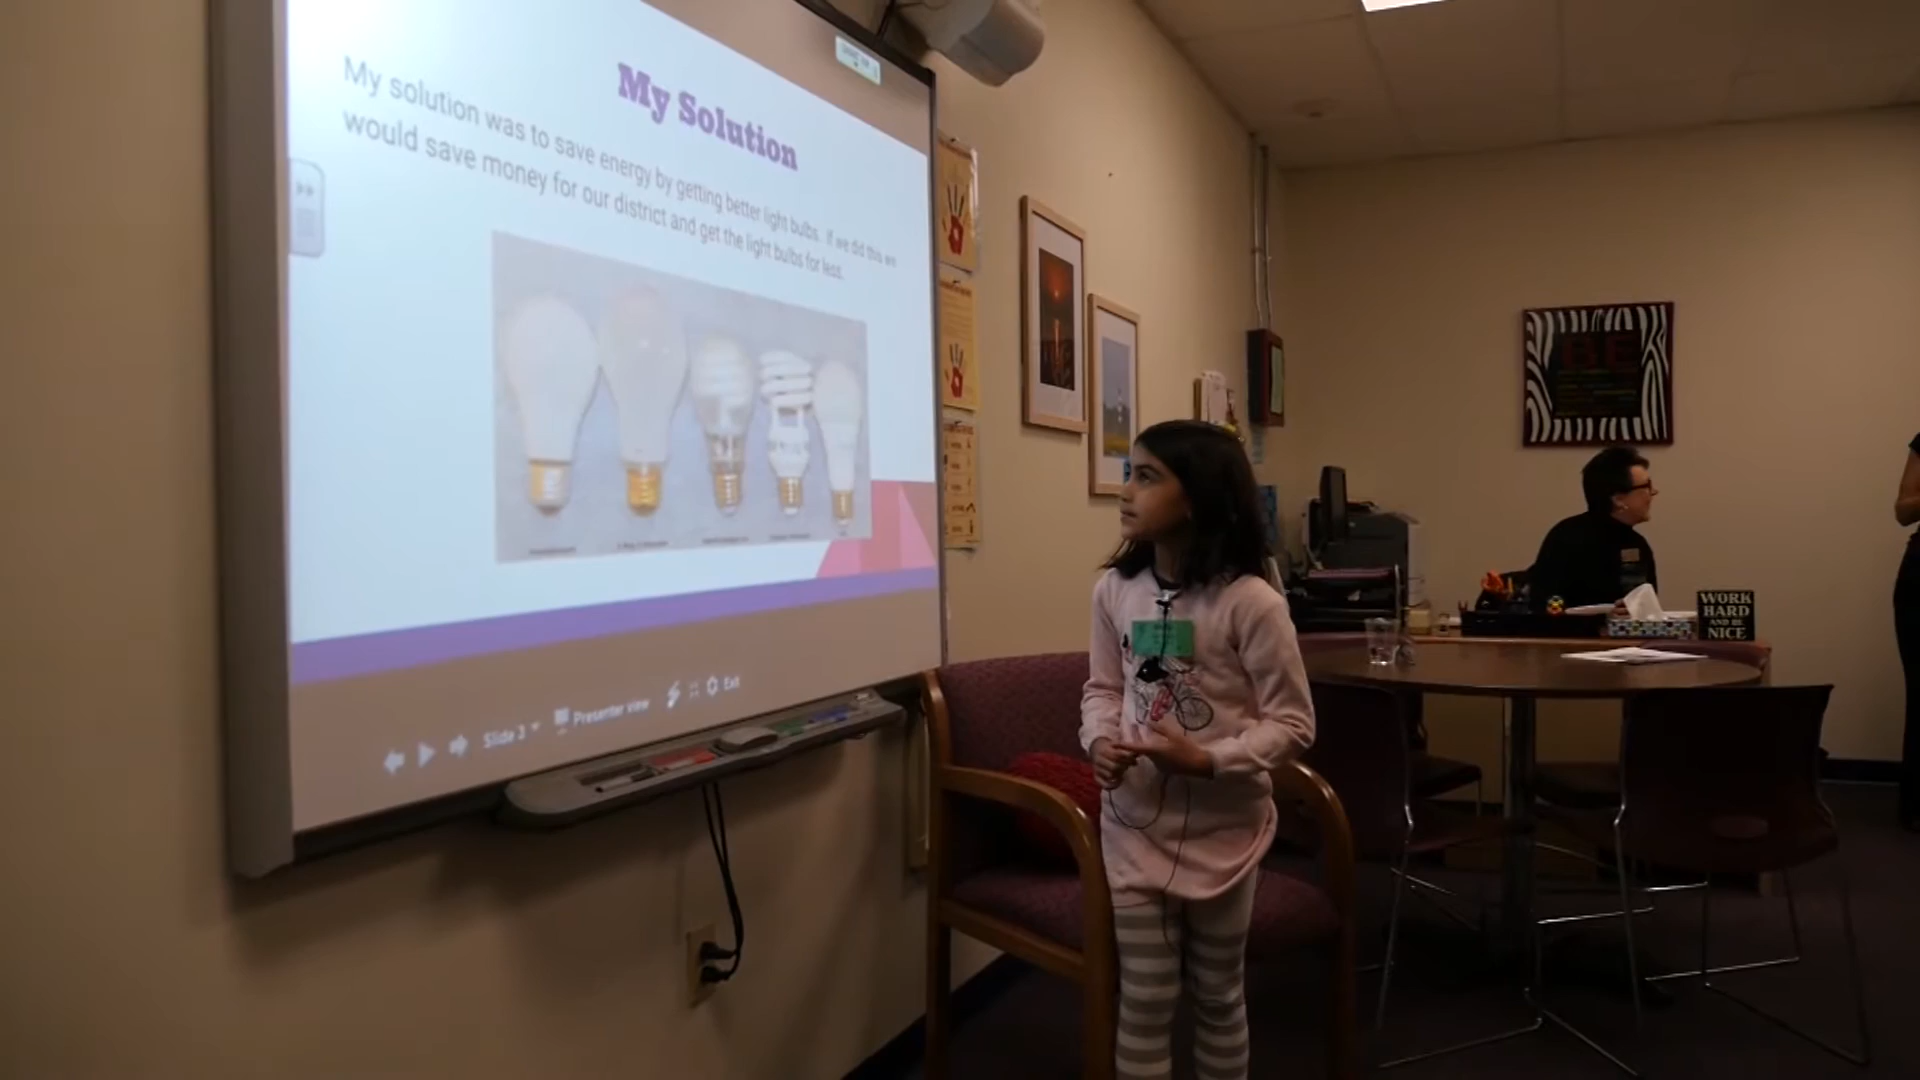 My Solution
My solution was to save energy by getting better light bulbs. If we did this we
would save money for our district and get the light bulbs for less.
Slide 3
Presenter view
Exit
BE
WORK
HARD
AND BE
NICE